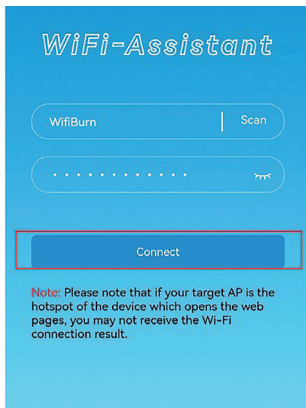 WiFi-Assistant
WifiBurn | Scan
Connect
Note: Please note that if your target AP is the
hotspot of the device which opens the web
pages, you may not receive the Wi-Fi
connection result.